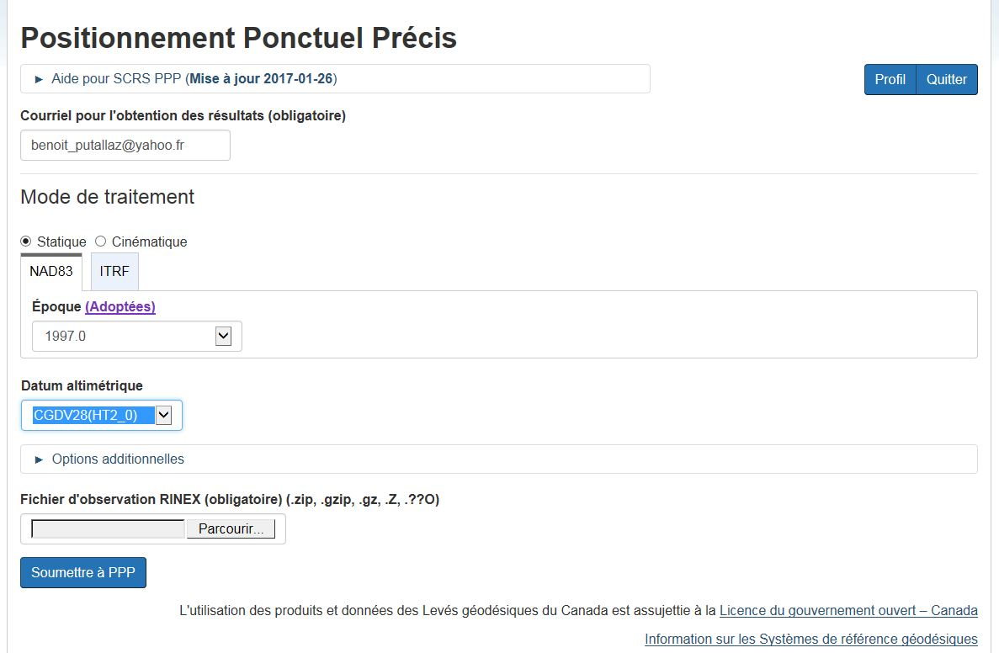 Positionnement Ponctuel Précis
► Aide pour SCRS PPP (Mise à jour 2017-01-26)
Profil
Quitter
Courriel pour l'obtention des résultats (obligatoire)
benoit_putallaz@yahoo.fr
Mode de traitement
Statique
Cinématique
NAD83
ITRF
Époque (Adoptées)
1997.0
Datum altimétrique
CGDV28(HT2_0)
► Options additionnelles
Fichier d'observation RINEX (obligatoire) (.zip, .gzip, .gz, .Z, .??O)
Parcourir...
Soumettre à PPP
L'utilisation des produits et données des Levés géodésiques du Canada est assujettie à la Licence du gouvernement ouvert – Canada
Information sur les Systèmes de référence géodésiques